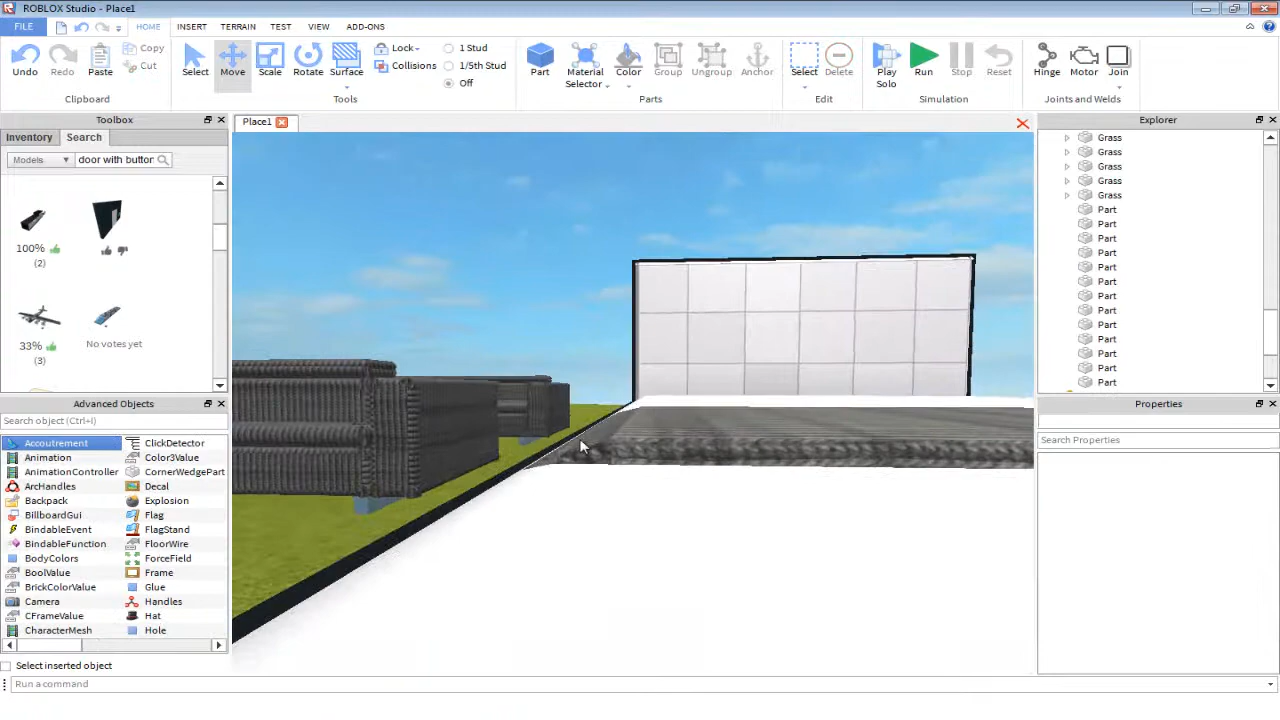 ROBLOX Studio - Place1
FILE
HOME
INSERT
TERRAIN
TEST
VIEW
ADD-ONS
Undo
Redo
Paste
Copy
Cut
Clipboard
Select
Move
Scale
Rotate
Surface
Lock
Collisions
1 Stud
1/5th Stud
Off
Tools
Part
Material
Selector
Color
Group
Ungroup
Anchor
Parts
Select
Delete
Edit
Play
Solo
Run
Stop
Reset
Simulation
Hinge
Motor
Join
Joints and Welds
Toolbox
Inventory
Search
Models
door with button
100%
(2)
33%
(3)
No votes yet
Advanced Objects
Search object (Ctrl+I)
Accoutrement
ClickDetector
Animation
Color3Value
AnimationController
CornerWedgePart
ArcHandles
Decal
Backpack
Explosion
BillboardGui
Flag
BindableEvent
FlagStand
BindableFunction
FloorWire
BodyColors
ForceField
BoolValue
Frame
BrickColorValue
Glue
Camera
Handles
CFrameValue
Hat
CharacterMesh
Hole
Select inserted object
Run a command
Place1
Explorer
Grass
Grass
Grass
Grass
Grass
Part
Part
Part
Part
Part
Part
Part
Part
Part
Part
Part
Part
Part
Properties
Search Properties